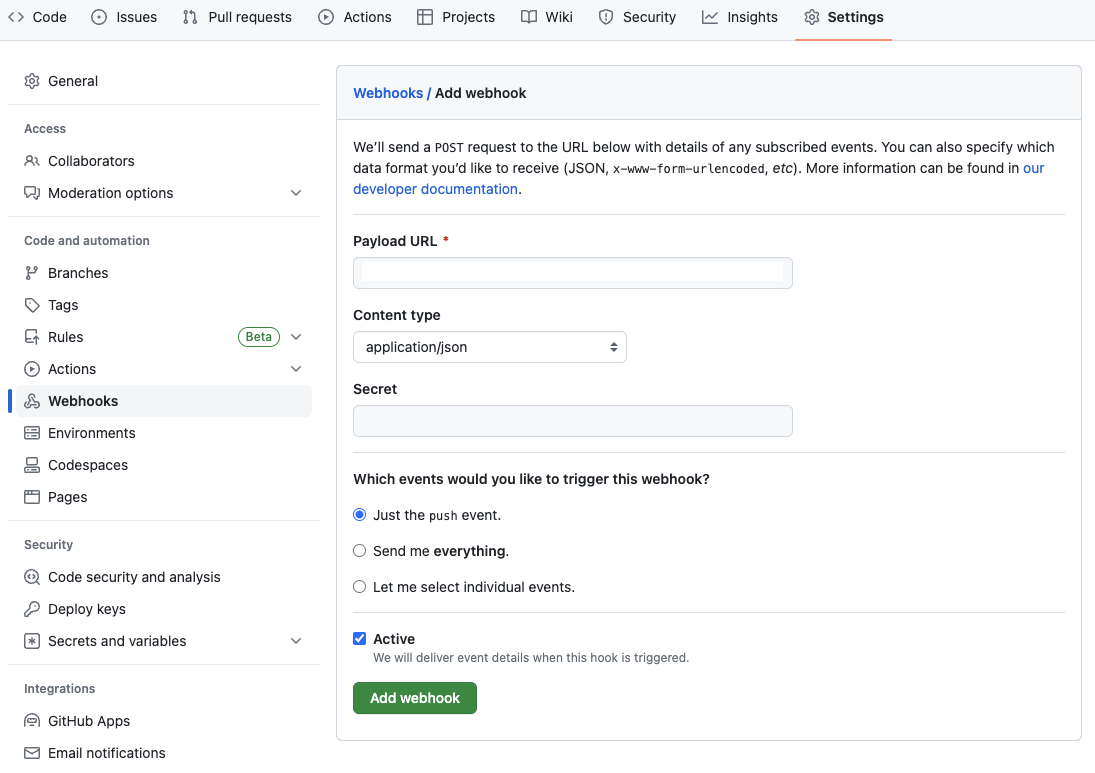 Code Issues Pull requests Actions Projects Wiki Security Insights Settings
General
Access
Collaborators
Moderation options
Code and automation
Branches
Tags
Rules Beta
Actions
Webhooks
Environments
Codespaces
Pages
Security
Code security and analysis
Deploy keys
Secrets and variables
Integrations
GitHub Apps
Email notifications
Webhooks / Add webhook
We’ll send a POST request to the URL below with details of any subscribed events. You can also specify which
data format you’d like to receive (JSON, x-www-form-urlencoded, etc). More information can be found in our
developer documentation.
Payload URL *
Content type
application/json
Secret
Which events would you like to trigger this webhook?
Just the push event.
Send me everything.
Let me select individual events.
Active
We will deliver event details when this hook is triggered.
Add webhook